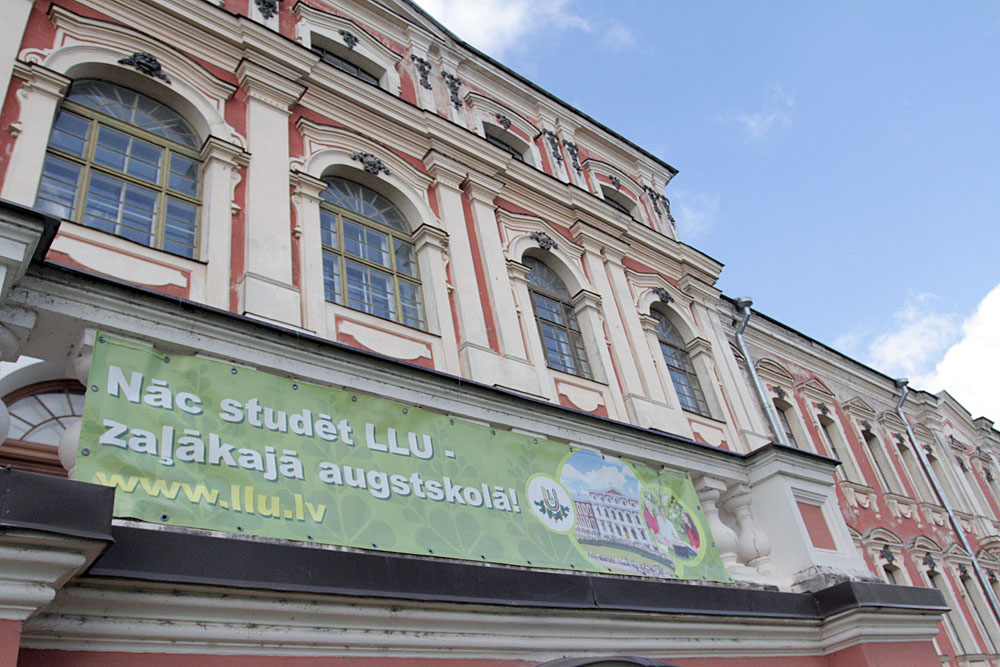 Nāc studēt LLU -
zaļākajā augstskolā!
www.llu.lv